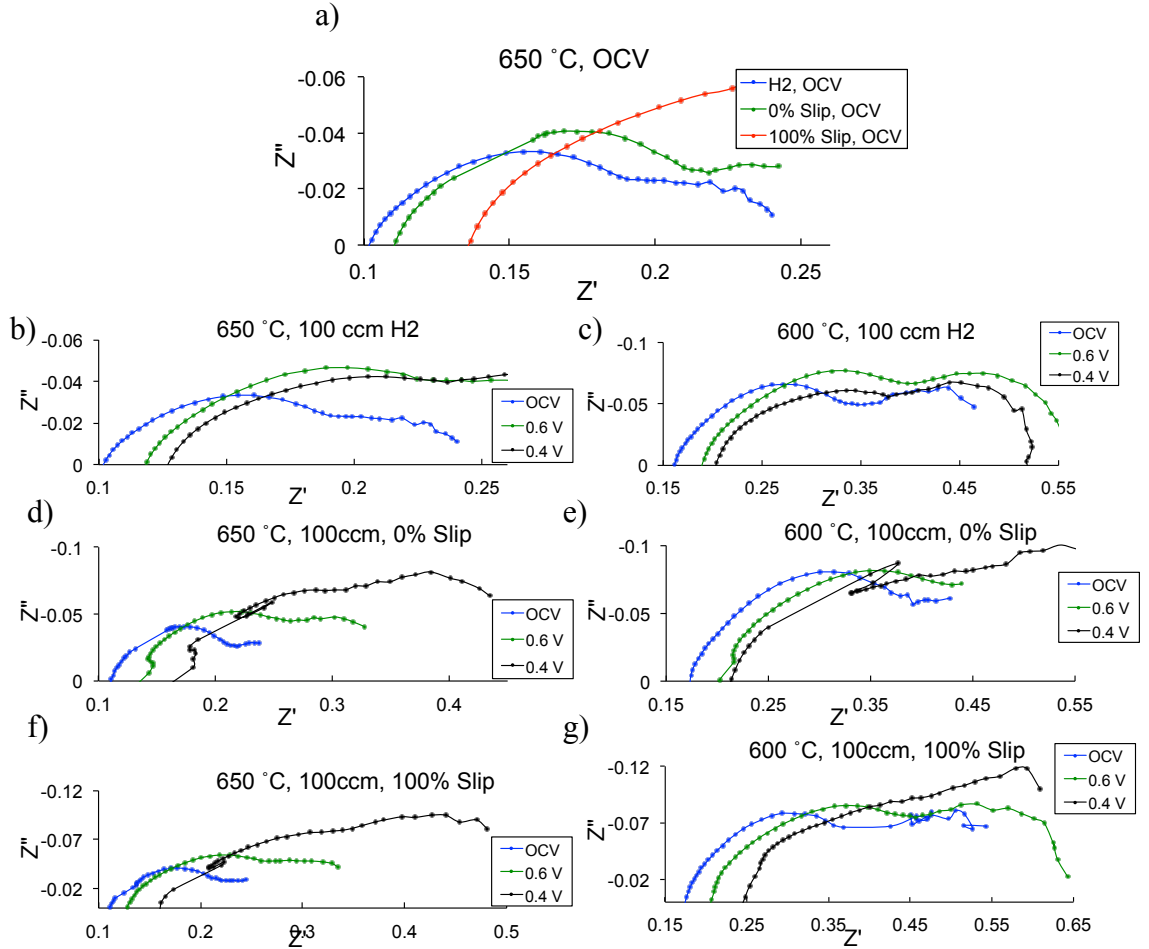 a)
650 ˚C, OCV
-0.06
-0.04
-0.02
0
Z''
0.1
0.15
0.2
0.25
Z'
H2, OCV
0% Slip, OCV
100% Slip, OCV
b)
650 ˚C, 100 ccm H2
-0.06
-0.04
-0.02
0
Z''
0.1
0.15
0.2
0.25
Z'
OCV
0.6 V
0.4 V
c)
600 ˚C, 100 ccm H2
-0.1
-0.05
0
Z''
0.15
0.25
0.35
0.45
0.55
Z'
OCV
0.6 V
0.4 V
d)
650 ˚C, 100ccm, 0% Slip
-0.1
-0.05
0
Z''
0.1
0.2
0.3
0.4
Z'
OCV
0.6 V
0.4 V
e)
600 ˚C, 100ccm, 0% Slip
-0.1
-0.05
0
Z''
0.15
0.25
0.35
0.45
0.55
Z'
OCV
0.6 V
0.4 V
f)
650 ˚C, 100ccm, 100% Slip
-0.12
-0.07
-0.02
Z''
0.1
0.2
0.3
0.4
0.5
Z'
OCV
0.6 V
0.4 V
g)
600 ˚C, 100ccm, 100% Slip
-0.12
-0.07
-0.02
Z''
0.15
0.25
0.35
0.45
0.55
0.65
Z'
OCV
0.6 V
0.4 V